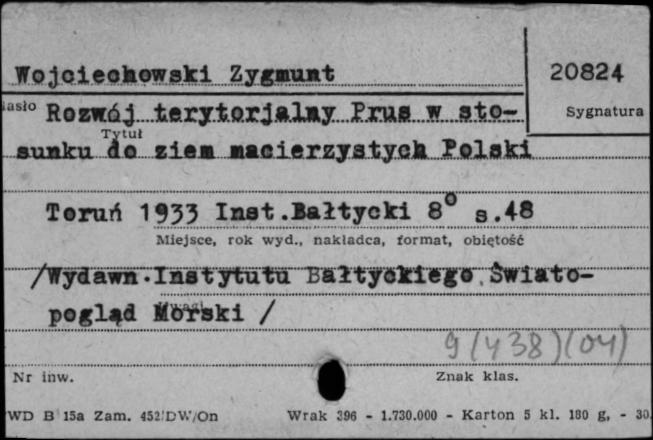 Wojciechowski Zygmunt
20824
asło Rozwój terytorjalny Prus w sto-
Sygnatura
Tytuł
sunku do ziem macierzystych Polski
Toruń 1933 Inst.Bałtycki 8° s.48
Miejsce, rok wyd., nakładca, format, objętość
/Wydawn.Instytutu Bałtyckiego Świato-
Uwagi
pogląd Morski /
9(438)(04)
Nr inw.
Znak klas.
WD B 15a Zam. 452/DW/On Wrak 396 - 1.730.000 - Karton 5 kl. 180 g, - 30.